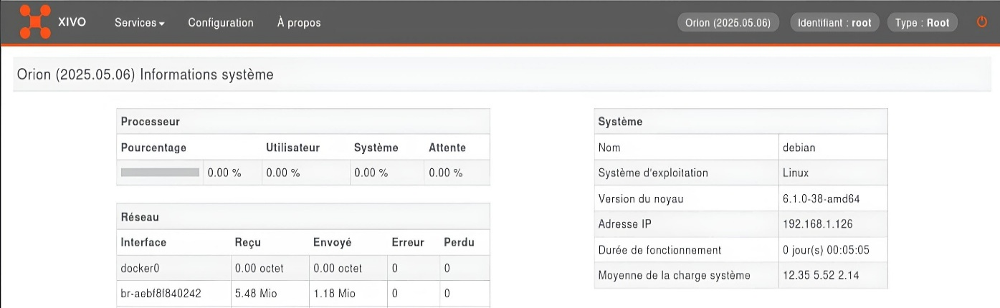 XIVO Services Configuration À propos Orion (2025.05.06) Identifiant : root Type : Root
Orion (2025.05.06) Informations système
Processeur
Pourcentage Utilisateur Système Attente
0.00 % 0.00 % 0.00 % 0.00 %
Réseau
Interface Reçu Envoyé Erreur Perdu
docker0 0.00 octet 0.00 octet 0 0
br-aebf8f840242 5.48 Mio 1.18 Mio 0 0
Système
Nom debian
Système d'exploitation Linux
Version du noyau 6.1.0-38-amd64
Adresse IP 192.168.1.126
Durée de fonctionnement 0 jour(s) 00:05:05
Moyenne de la charge système 12.35 5.52 2.14